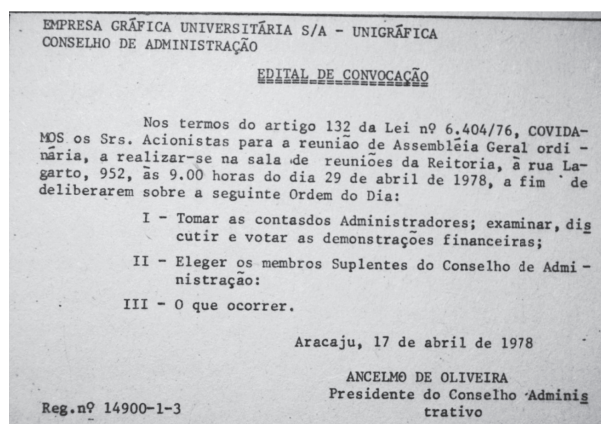 EMPRESA GRÁFICA UNIVERSITÁRIA S/A - UNIGRÁFICA
CONSELHO DE ADMINISTRAÇÃO
EDITAL DE CONVOCAÇÃO
Nos termos do artigo 132 da Lei nº 6.404/76, COVIDA-
MOS os Srs. Acionistas para a reunião de Assembléia Geral ordi -
nária, a realizar-se na sala de reuniões da Reitoria, à rua La-
garto, 952, às 9.00 horas do dia 29 de abril de 1978, a fim de
deliberarem sobre a seguinte Ordem do Dia:
I - Tomar as contasdos Administradores; examinar, dis
cutir e votar as demonstrações financeiras;
II - Eleger os membros Suplentes do Conselho de Admi -
nistração:
III - O que ocorrer.
Aracaju, 17 de abril de 1978
ANCELMO DE OLIVEIRA
Presidente do Conselho Adminis
trativo
Reg.nº 14900-1-3